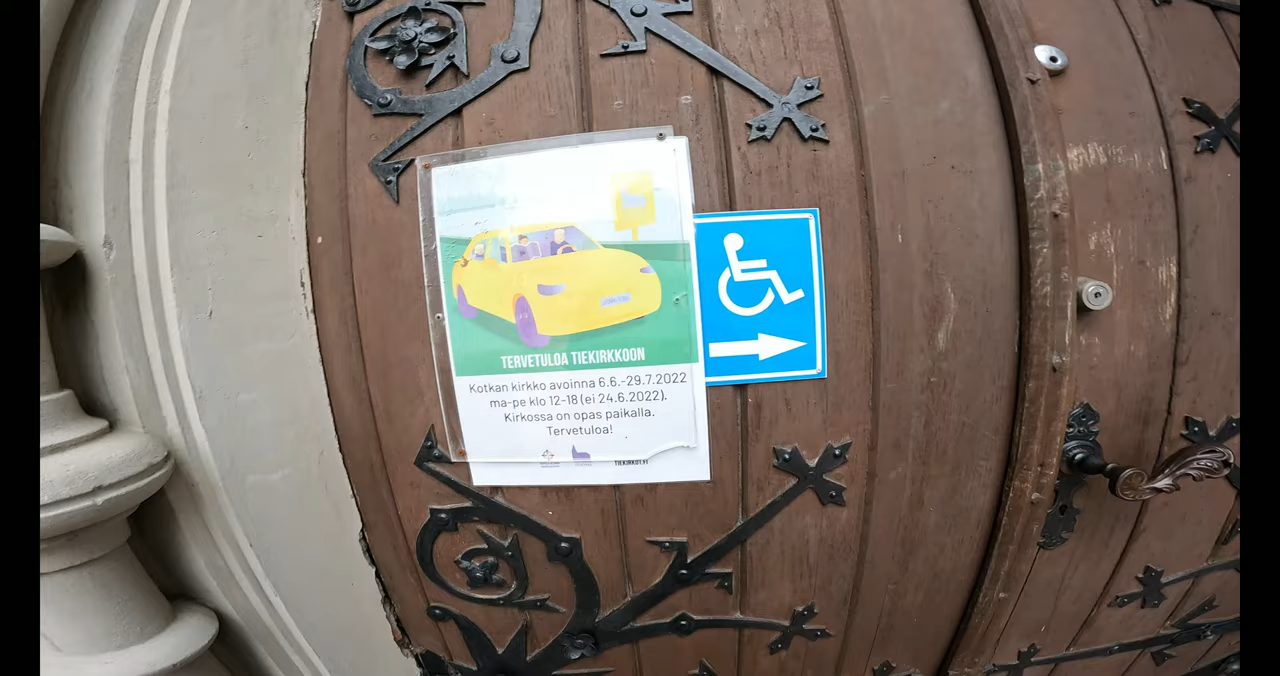 TERVETULOA TIEKIRKKOON
Kotkan kirkko avoinna 6.6.-29.7.2022
ma-pe klo 12-18 (ei 24.6.2022).
Kirkossa on opas paikalla.
Tervetuloa!
TIEKIRKOT.FI